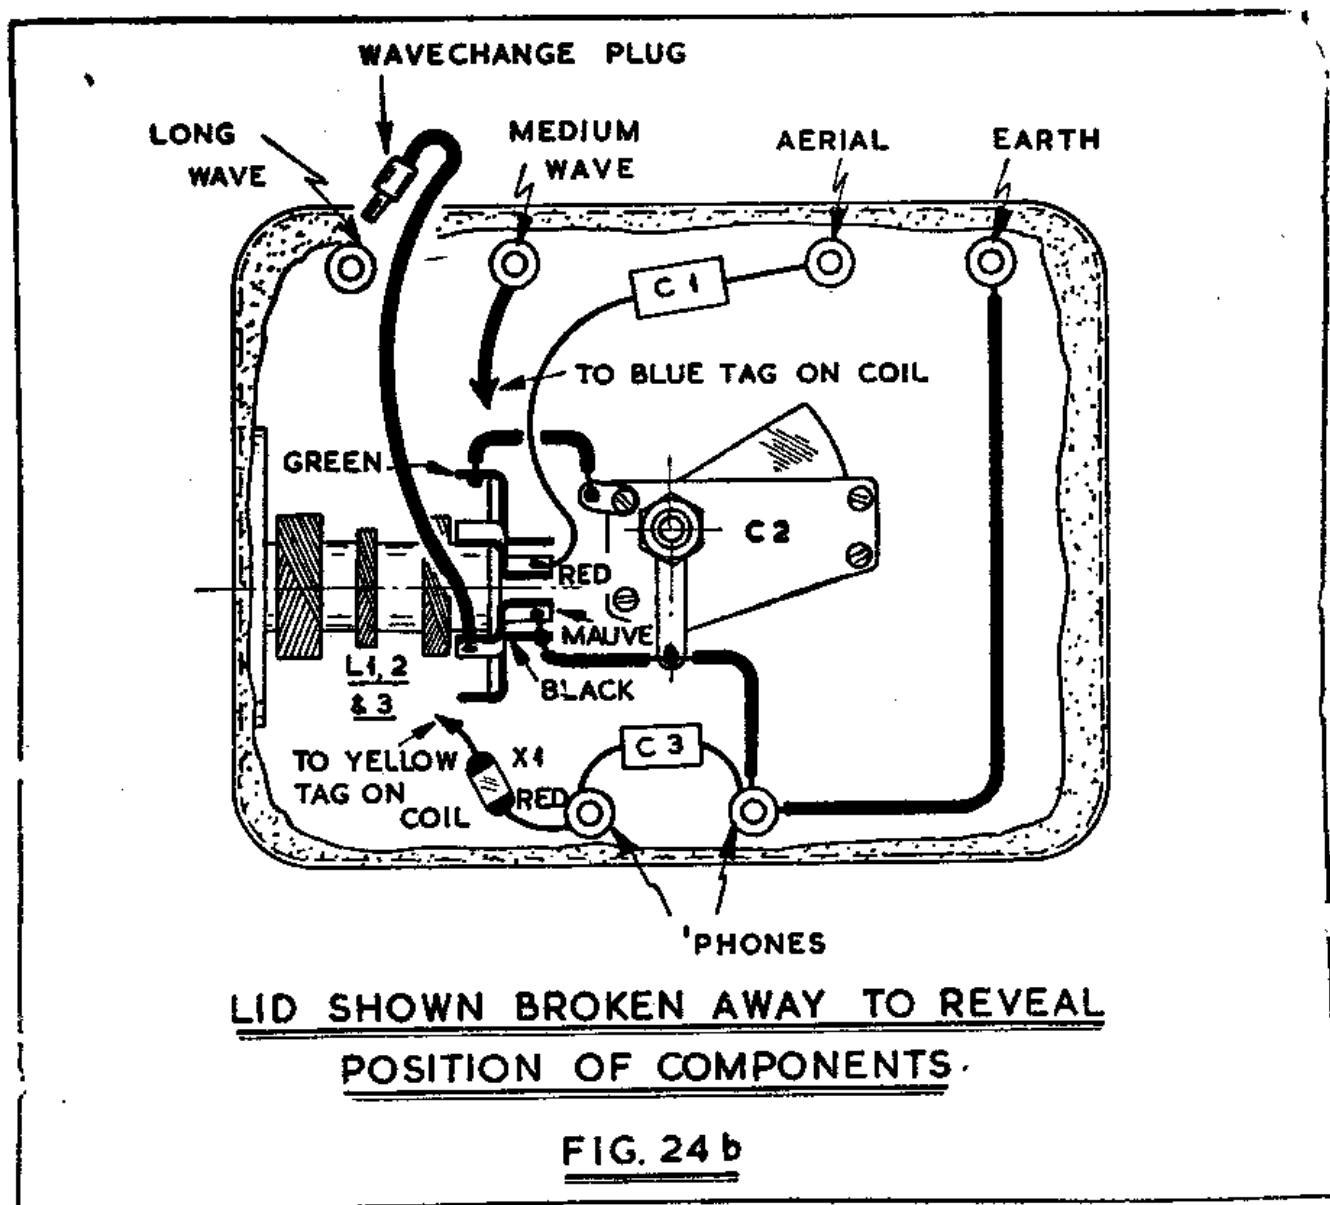 WAVECHANGE PLUG
LONG
WAVE
MEDIUM
WAVE
AERIAL
EARTH
C1
TO BLUE TAG ON COIL
GREEN
C2
RED
MAUVE
BLACK
L1, 2
& 3
TO YELLOW
TAG ON
COIL
X1
RED
C3
'PHONES
LID SHOWN BROKEN AWAY TO REVEAL
POSITION OF COMPONENTS.
FIG. 24 b